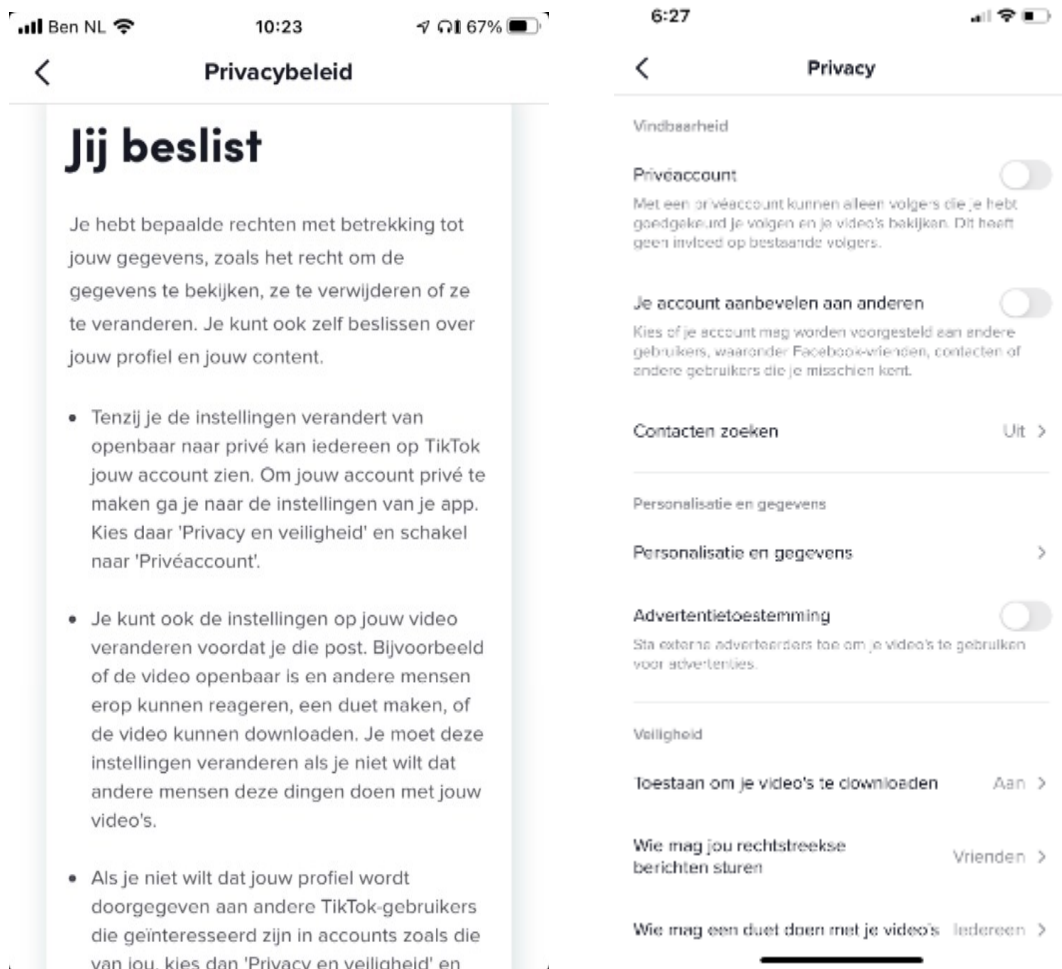 Ben NL
10:23
67%
Privacybeleid
Jij beslist
Je hebt bepaalde rechten met betrekking tot
jouw gegevens, zoals het recht om de
gegevens te bekijken, ze te verwijderen of ze
te veranderen. Je kunt ook zelf beslissen over
jouw profiel en jouw content.
• Tenzij je de instellingen verandert van
openbaar naar privé kan iedereen op TikTok
jouw account zien. Om jouw account privé te
maken ga je naar de instellingen van je app.
Kies daar 'Privacy en veiligheid' en schakel
naar 'Privéaccount'.
• Je kunt ook de instellingen op jouw video
veranderen voordat je die post. Bijvoorbeeld
of de video openbaar is en andere mensen
erop kunnen reageren, een duet maken, of
de video kunnen downloaden. Je moet deze
instellingen veranderen als je niet wilt dat
andere mensen deze dingen doen met jouw
video's.
• Als je niet wilt dat jouw profiel wordt
doorgegeven aan andere TikTok-gebruikers
die geïnteresseerd zijn in accounts zoals die
van jou, kies dan 'Privacy en veiligheid' en
6:27
Privacy
Vindbaarheid
Privéaccount
Met een privéaccount kunnen alleen volgers die je hebt
goedgekeurd je volgen en je video's bekijken. Dit heeft
geen invloed op bestaande volgers.
Je account aanbevelen aan anderen
Kies of je account mag worden voorgesteld aan andere
gebruikers, waaronder Facebook-vrienden, contacten of
andere gebruikers die je misschien kent.
Contacten zoeken Uit
Personalisatie en gegevens
Personalisatie en gegevens
Advertentietoestemming
Sta externe adverteerders toe om je video's te gebruiken
voor advertenties.
Veiligheid
Toestaan om je video's te downloaden Aan
Wie mag jou rechtstreekse
berichten sturen Vrienden
Wie mag een duet doen met je video's Iedereen